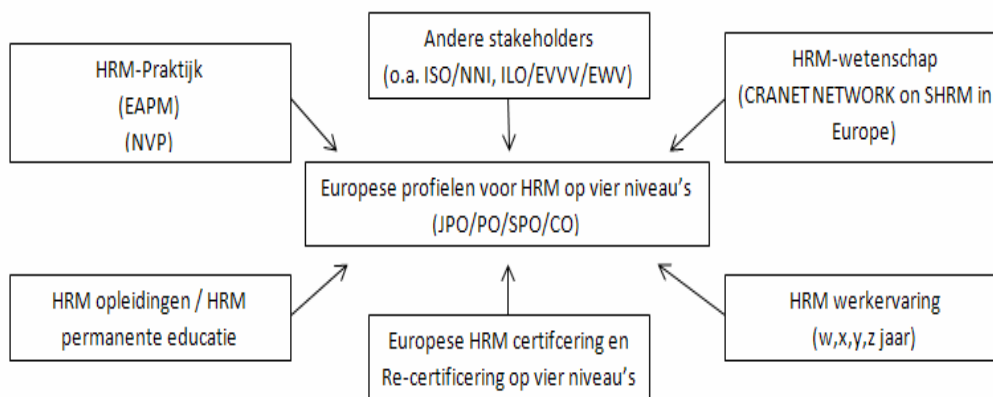 HRM-Praktijk
(EAPM)
(NVP)
Andere stakeholders
(o.a. ISO/NNI, ILO/EVVV/EWV)
HRM-wetenschap
(CRANET NETWORK on SHRM in
Europe)
Europese profielen voor HRM op vier niveau's
(JPO/PO/SPO/CO)
HRM opleidingen / HRM
permanente educatie
Europese HRM certifcering en
Re-certificering op vier niveau's
HRM werkervaring
(w,x,y,z jaar)